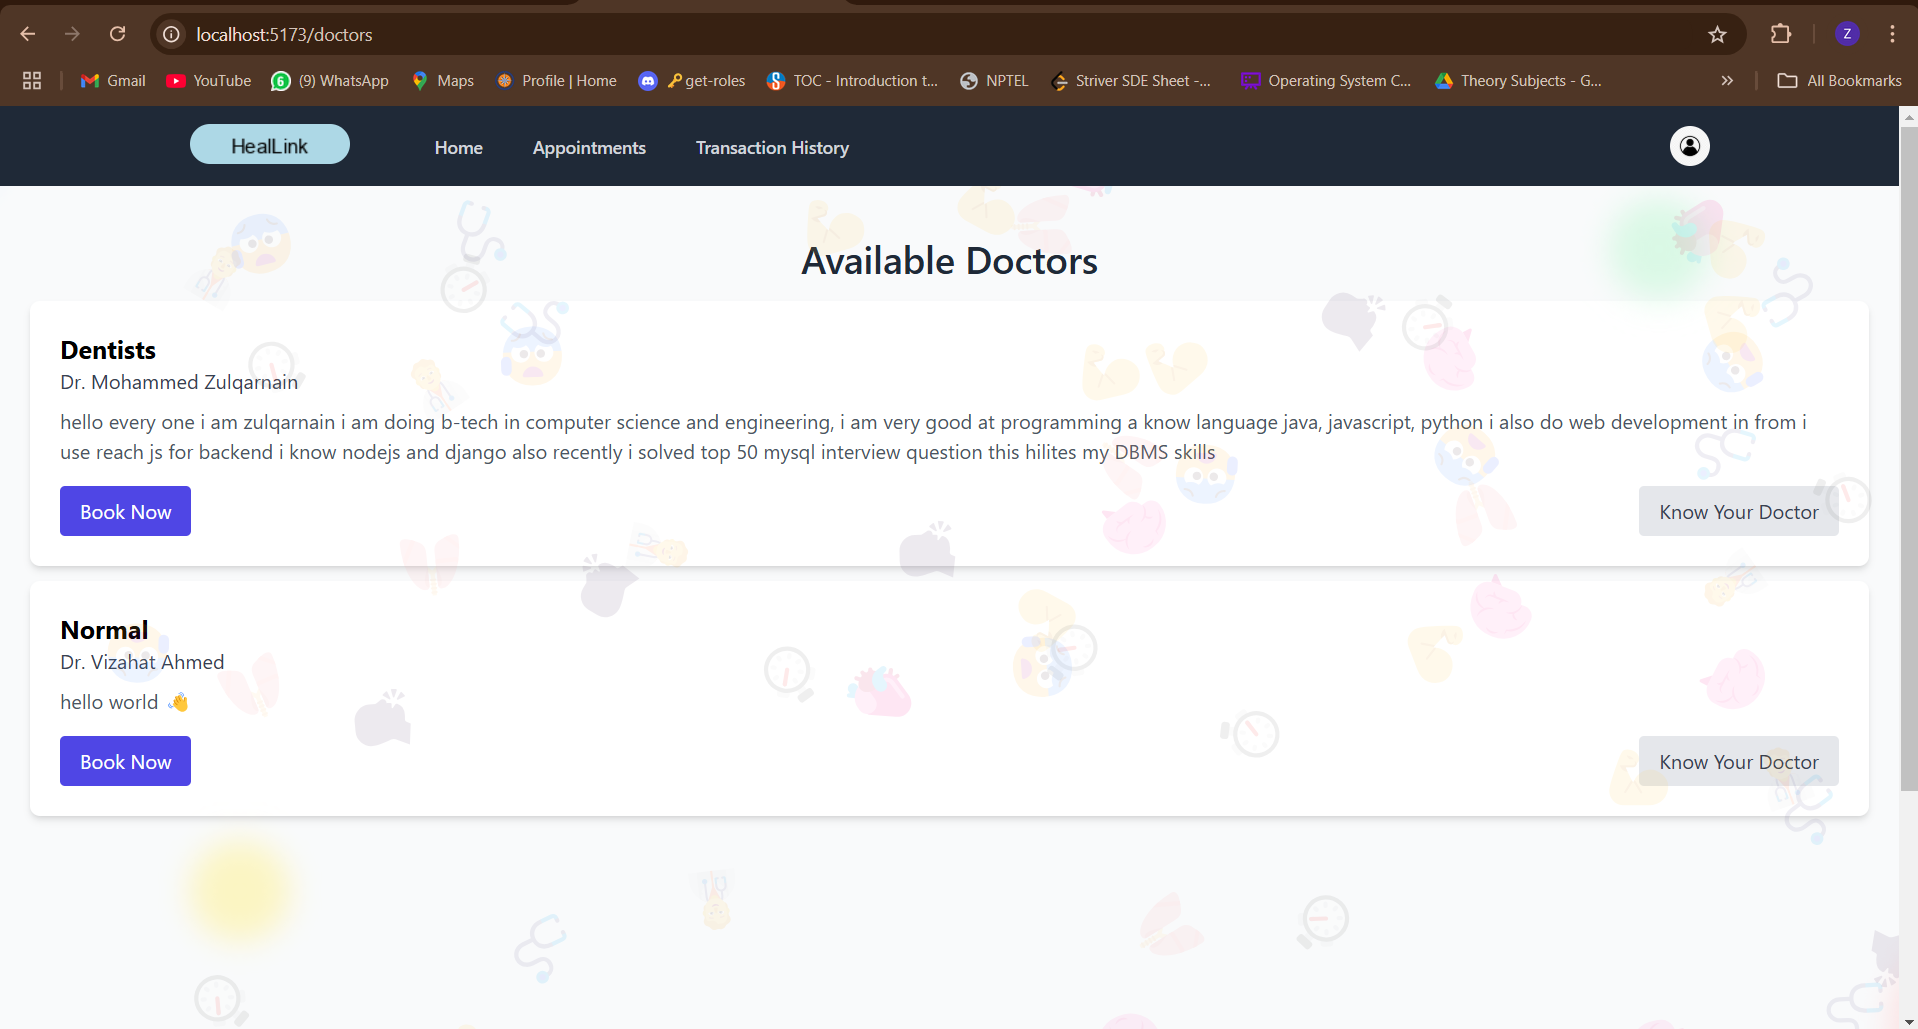 localhost:5173/doctors
Z
Gmail
YouTube
6
(9) WhatsApp
Maps
Profile | Home
🔑get-roles
TOC - Introduction t...
NPTEL
Striver SDE Sheet -...
Operating System C...
Theory Subjects - G...
»
All Bookmarks
HealLink
Home
Appointments
Transaction History
Available Doctors
Dentists
Dr. Mohammed Zulqarnain
hello every one i am zulqarnain i am doing b-tech in computer science and engineering, i am very good at programming a know language java, javascript, python i also do web development in from i
use reach js for backend i know nodejs and django also recently i solved top 50 mysql interview question this hilites my DBMS skills
Book Now
Know Your Doctor
Normal
Dr. Vizahat Ahmed
hello world 👋
Book Now
Know Your Doctor